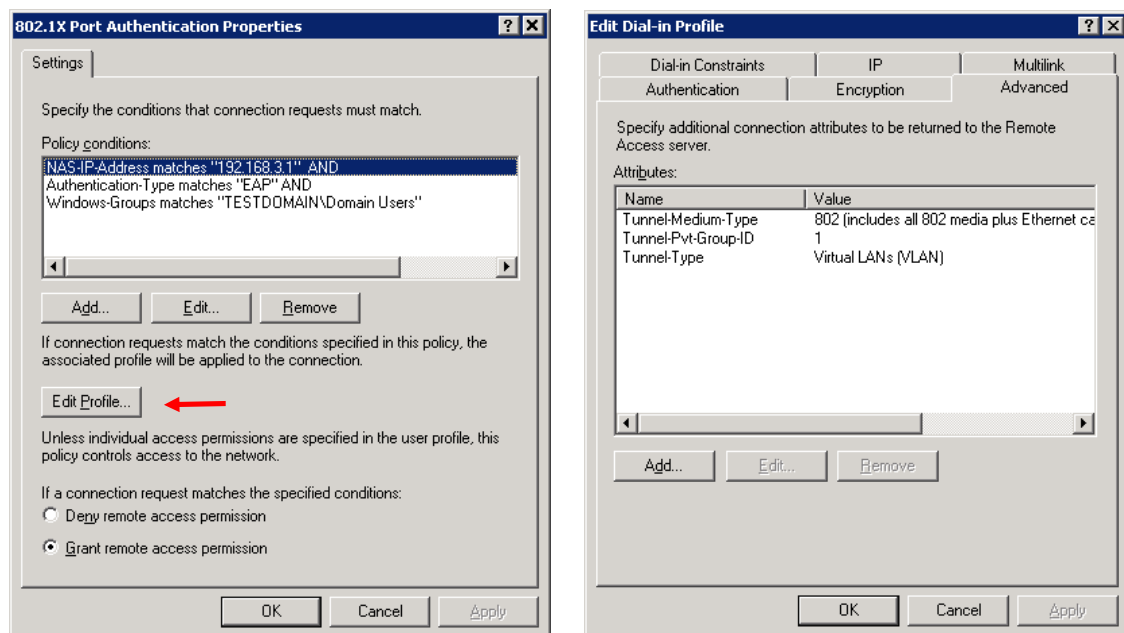 802.1X Port Authentication Properties
Settings
Specify the conditions that connection requests must match.
Policy conditions:
NAS-IP-Address matches "192.168.3.1" AND
Authentication-Type matches "EAP" AND
Windows-Groups matches "TESTDOMAIN\Domain Users"
Add...
Edit...
Remove
If connection requests match the conditions specified in this policy, the
associated profile will be applied to the connection.
Edit Profile...
Unless individual access permissions are specified in the user profile, this
policy controls access to the network.
If a connection request matches the specified conditions:
Deny remote access permission
Grant remote access permission
OK
Cancel
Apply
Edit Dial-in Profile
Dial-in Constraints
IP
Multilink
Authentication
Encryption
Advanced
Specify additional connection attributes to be returned to the Remote
Access server.
Attributes:
Name
Value
Tunnel-Medium-Type 802 (includes all 802 media plus Ethernet ca
Tunnel-Pvt-Group-ID 1
Tunnel-Type Virtual LANs (VLAN)
Add...
Edit...
Remove
OK
Cancel
Apply